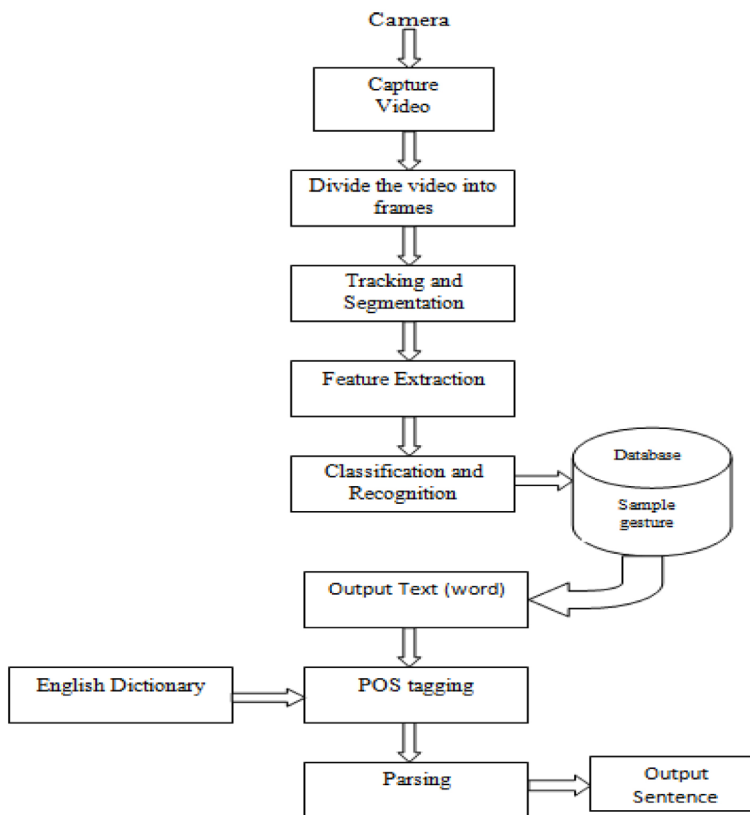 Camera
Capture
Video
Divide the video into
frames
Tracking and
Segmentation
Feature Extraction
Classification and
Recognition
Database
Sample
gesture
Output Text (word)
English Dictionary
POS tagging
Parsing
Output
Sentence